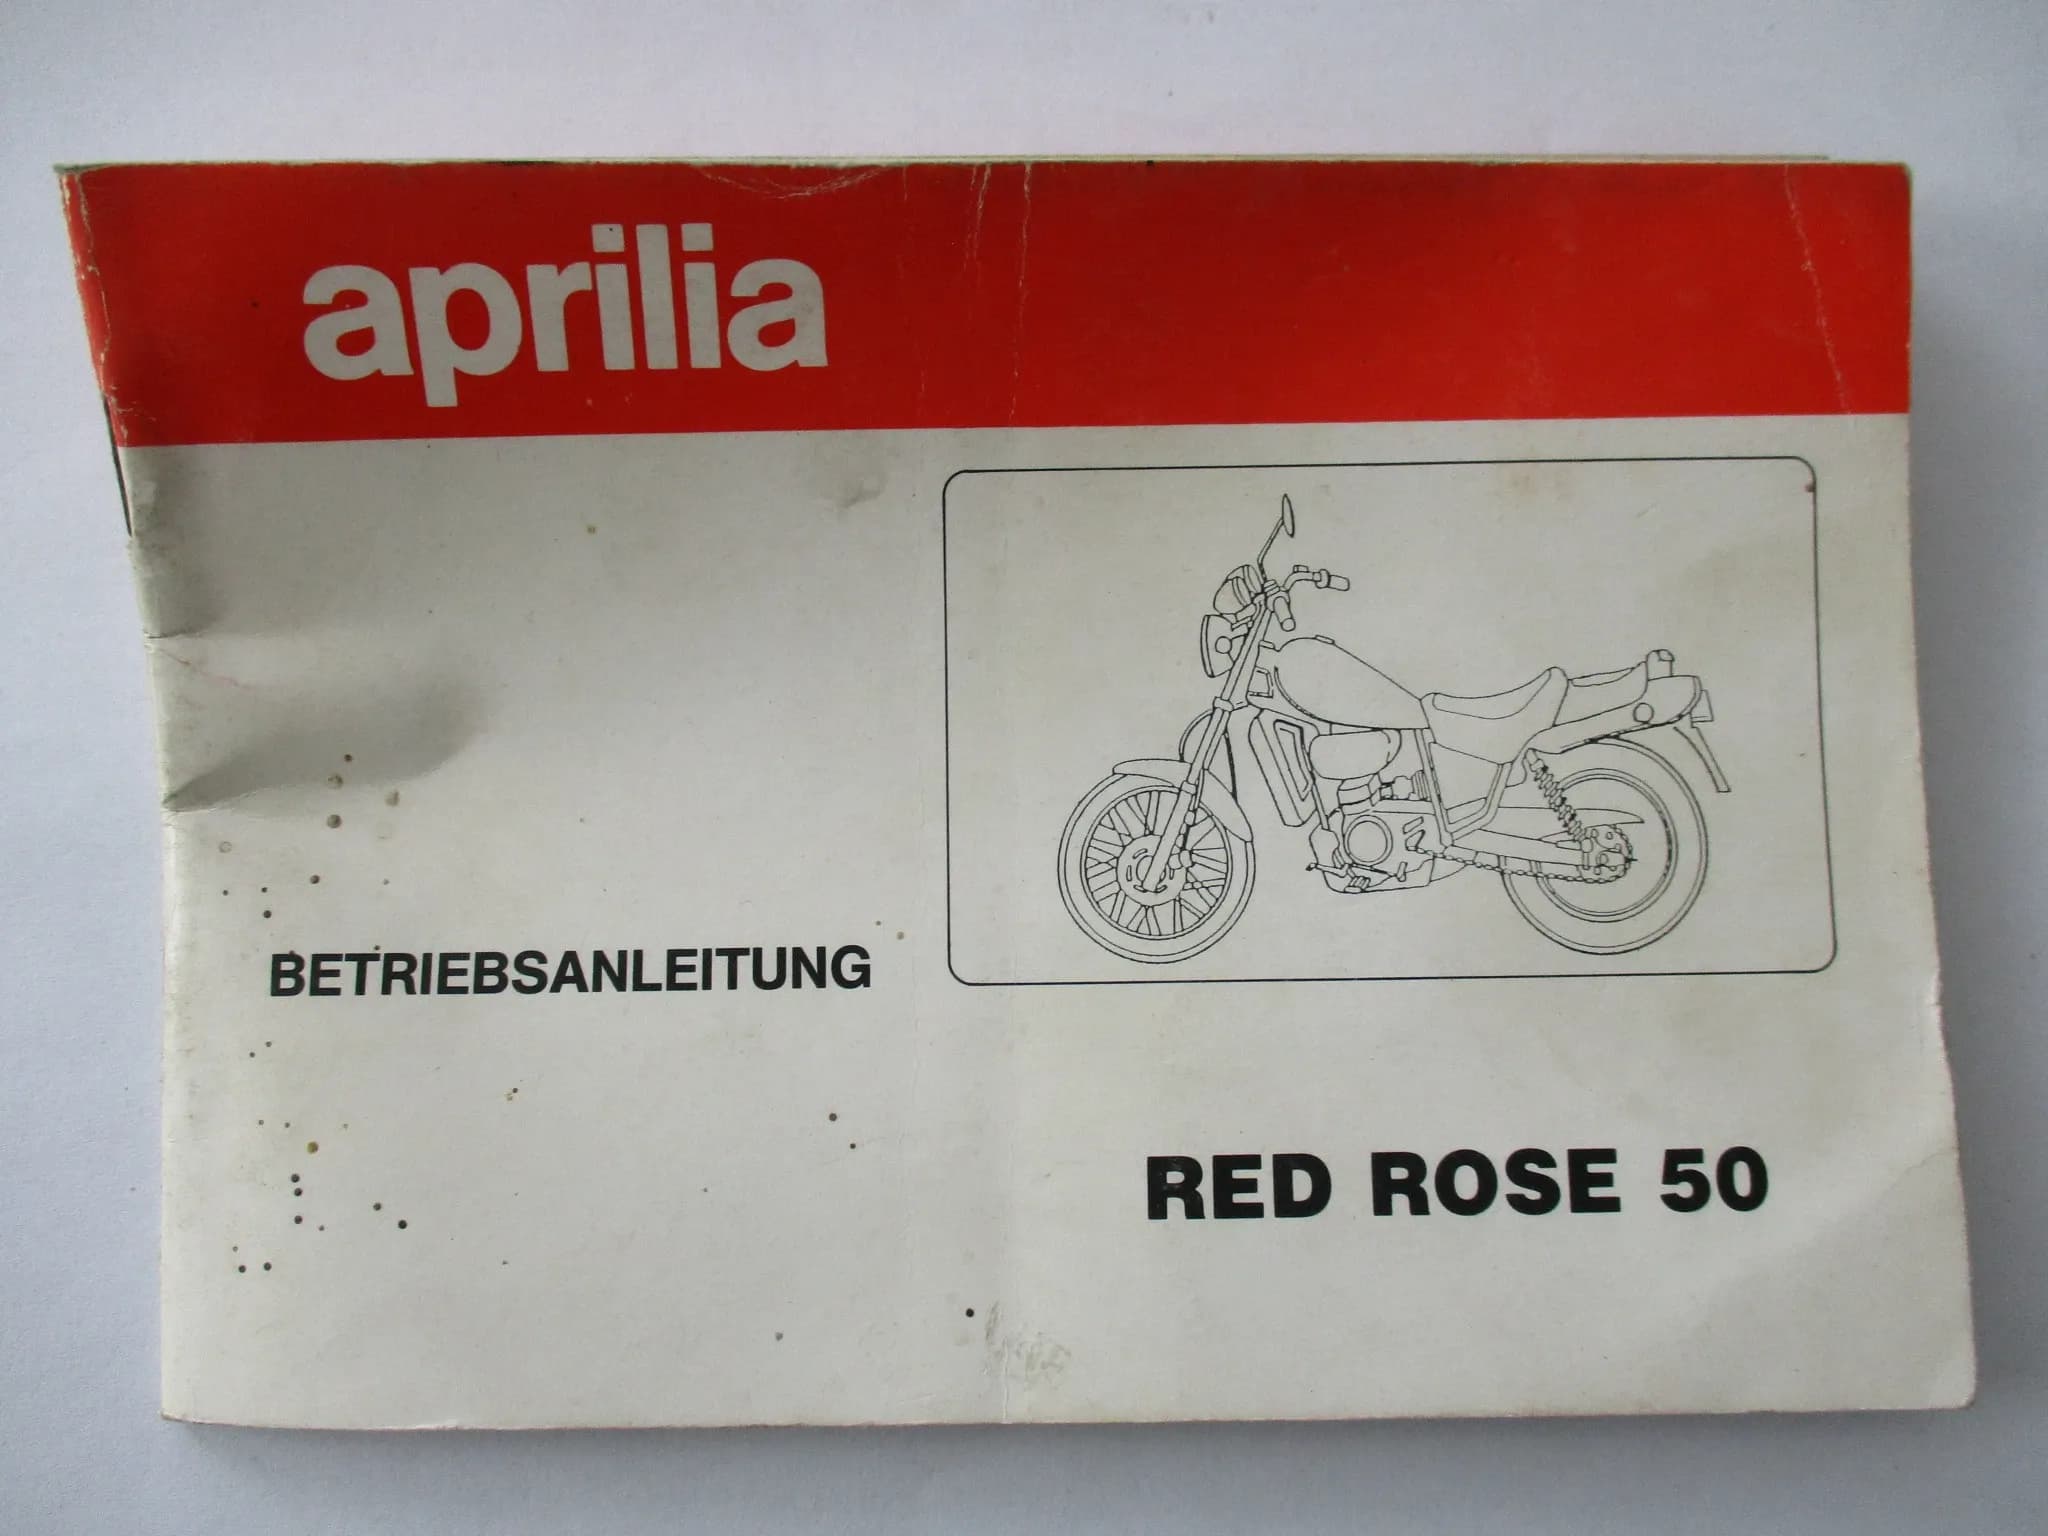 aprilia
BETRIEBSANLEITUNG
RED ROSE 50